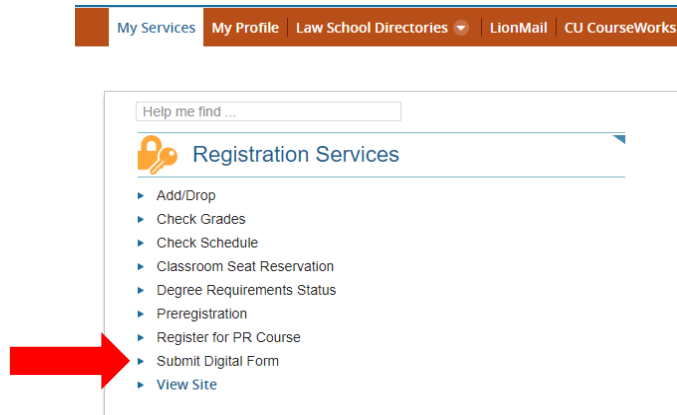 My Services My Profile Law School Directories LionMail CU CourseWorks
Help me find ...
Registration Services
Add/Drop
Check Grades
Check Schedule
Classroom Seat Reservation
Degree Requirements Status
Preregistration
Register for PR Course
Submit Digital Form
View Site